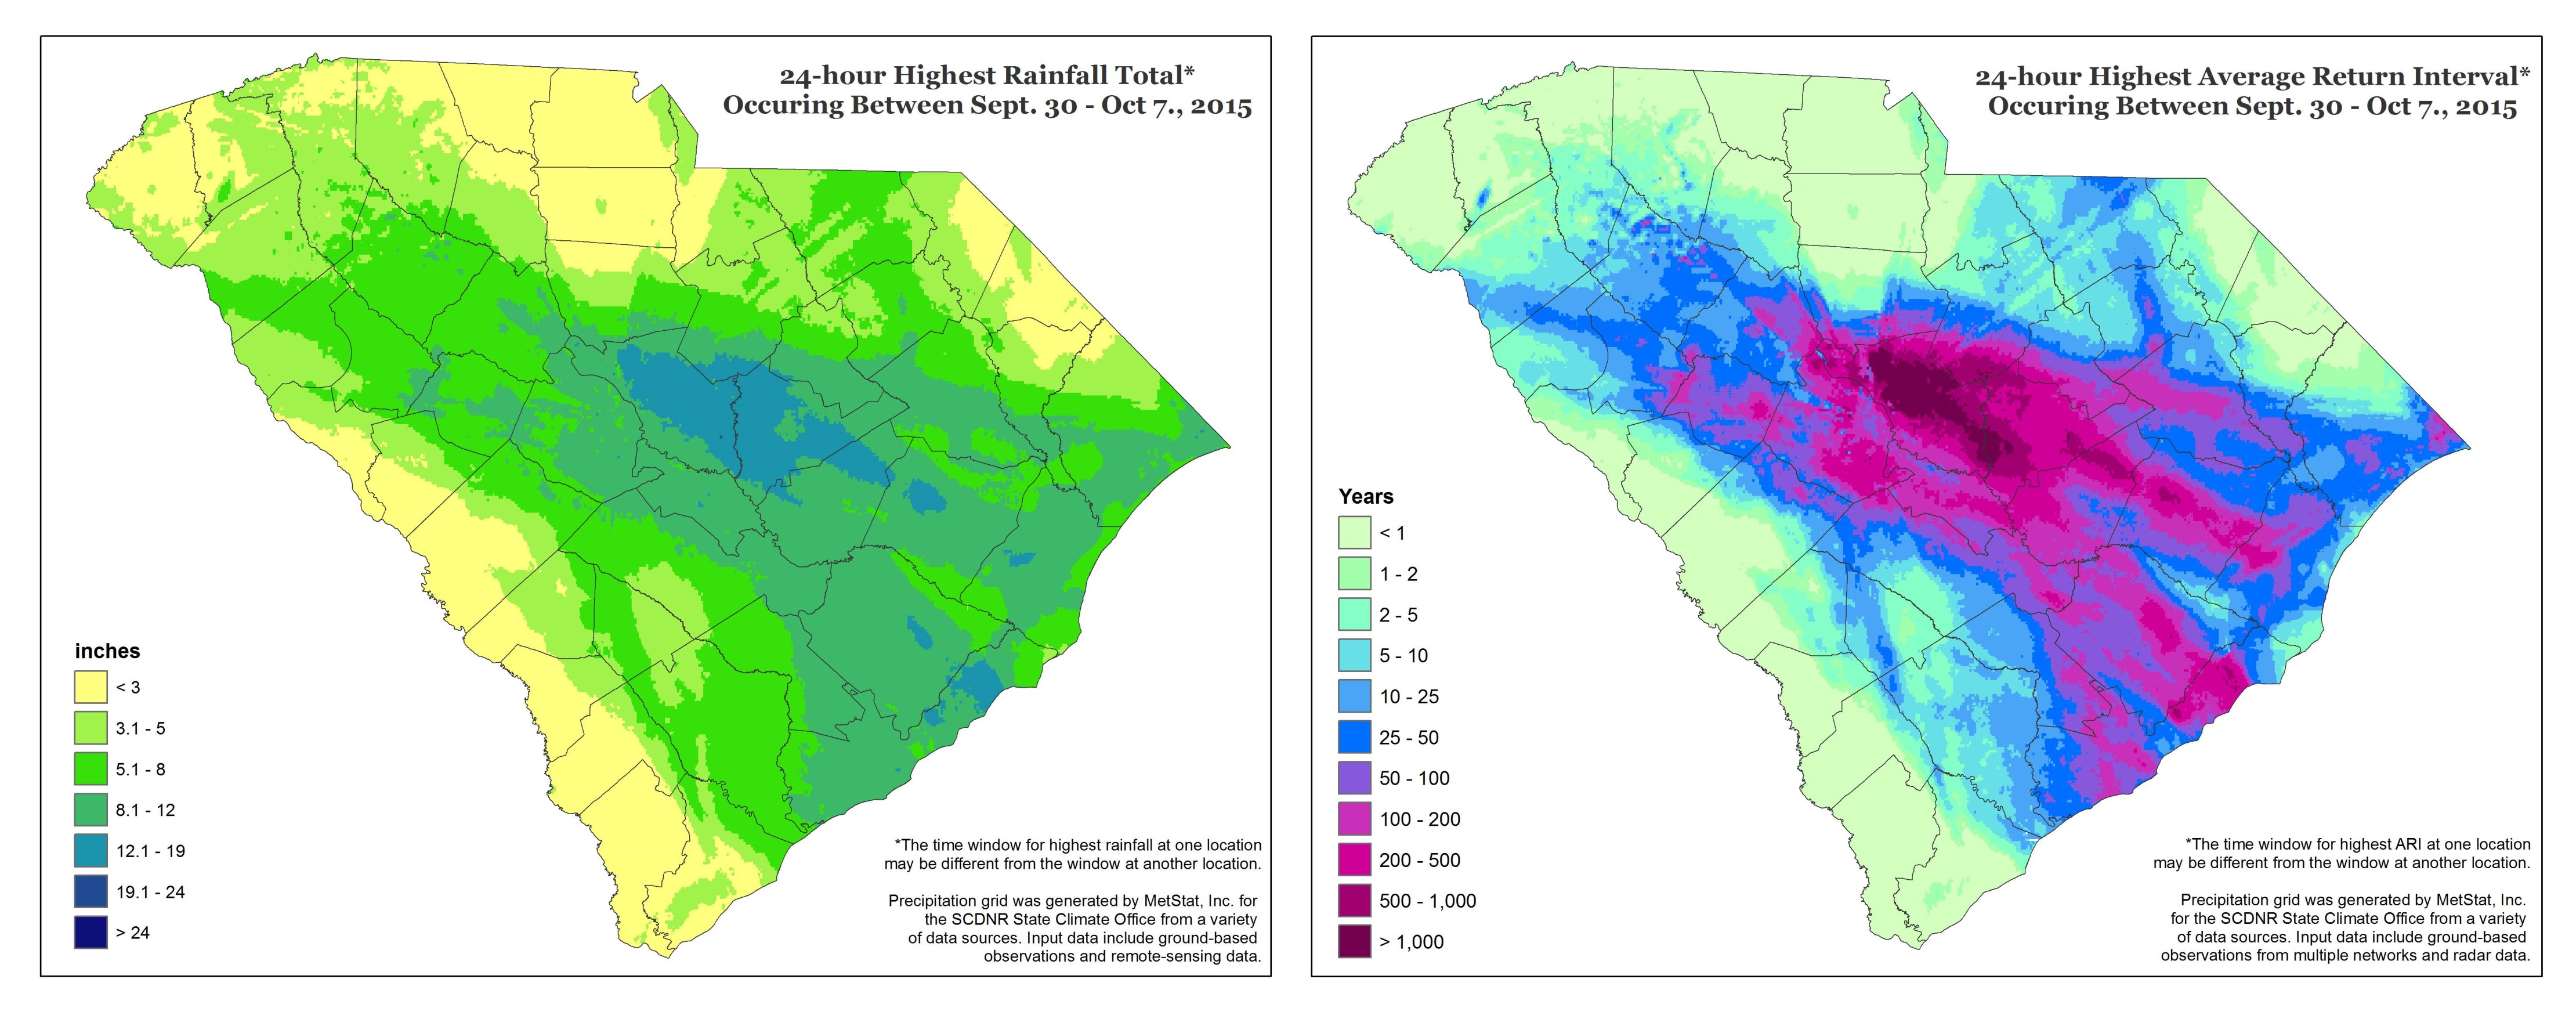 24-hour Highest Rainfall Total*
Occuring Between Sept. 30 - Oct 7., 2015
inches
< 3
3.1 - 5
5.1 - 8
8.1 - 12
12.1 - 19
19.1 - 24
> 24
*The time window for highest rainfall at one location
may be different from the window at another location.
Precipitation grid was generated by MetStat, Inc. for
the SCDNR State Climate Office from a variety
of data sources. Input data include ground-based
observations and remote-sensing data.
24-hour Highest Average Return Interval*
Occuring Between Sept. 30 - Oct 7., 2015
Years
< 1
1 - 2
2 - 5
5 - 10
10 - 25
25 - 50
50 - 100
100 - 200
200 - 500
500 - 1,000
> 1,000
*The time window for highest ARI at one location
may be different from the window at another location.
Precipitation grid was generated by MetStat, Inc.
for the SCDNR State Climate Office from a variety
of data sources. Input data include ground-based
observations from multiple networks and radar data.